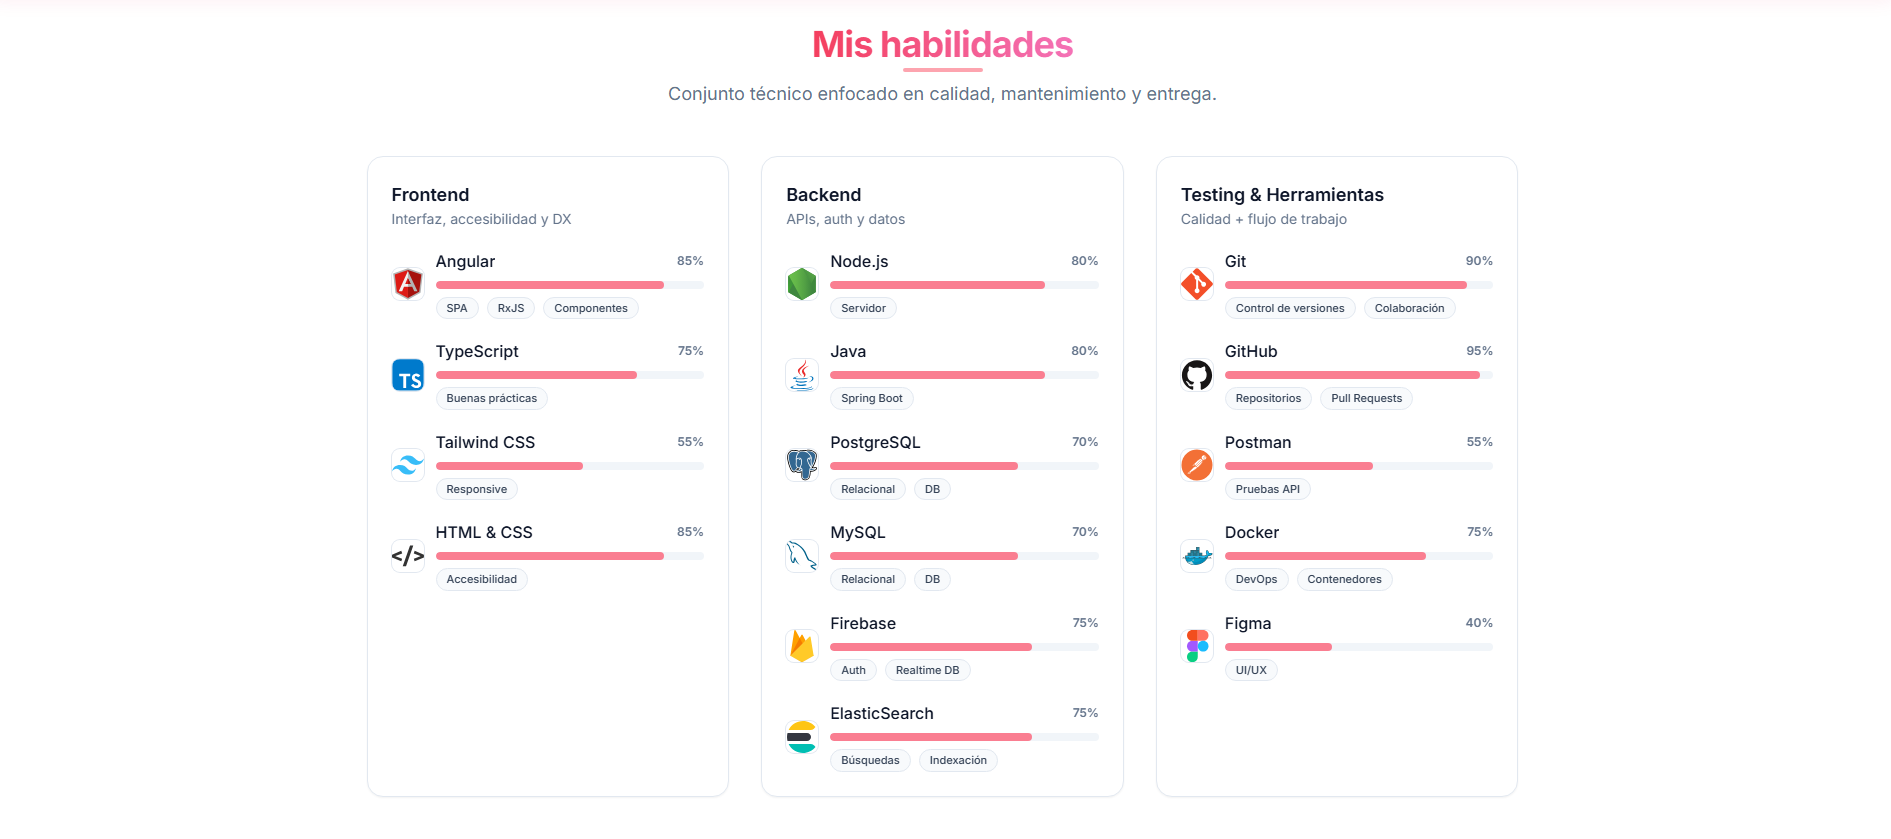 Mis habilidades
Conjunto técnico enfocado en calidad, mantenimiento y entrega.
Frontend
Interfaz, accesibilidad y DX
Angular 85%
SPA RxJS Componentes
TS
TypeScript 75%
Buenas prácticas
Tailwind CSS 55%
Responsive
</>
HTML & CSS 85%
Accesibilidad
Backend
APIs, auth y datos
Node.js 80%
Servidor
Java 80%
Spring Boot
PostgreSQL 70%
Relacional DB
MySQL 70%
Relacional DB
Firebase 75%
Auth Realtime DB
ElasticSearch 75%
Búsquedas Indexación
Testing & Herramientas
Calidad + flujo de trabajo
Git 90%
Control de versiones Colaboración
GitHub 95%
Repositorios Pull Requests
Postman 55%
Pruebas API
Docker 75%
DevOps Contenedores
Figma 40%
UI/UX